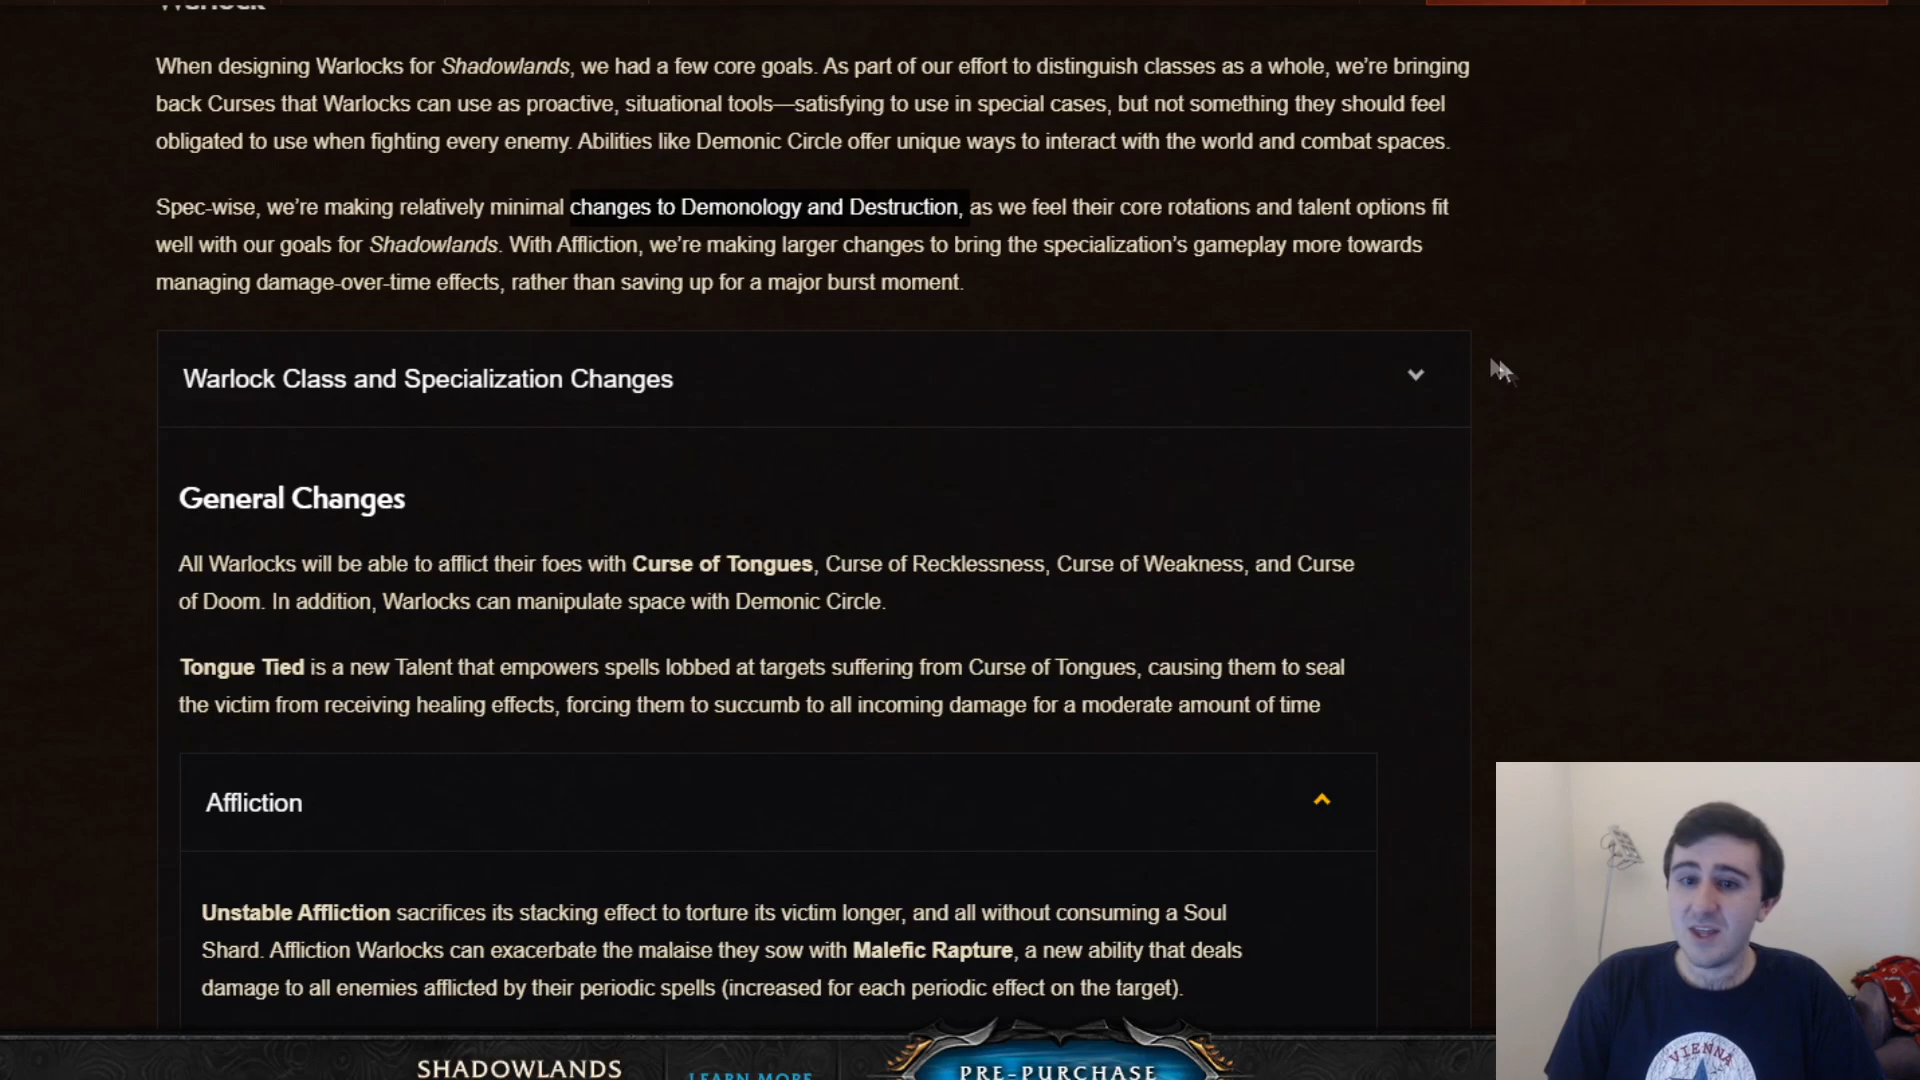 Warlock
When designing Warlocks for Shadowlands, we had a few core goals. As part of our effort to distinguish classes as a whole, we're bringing
back Curses that Warlocks can use as proactive, situational tools—satisfying to use in special cases, but not something they should feel
obligated to use when fighting every enemy. Abilities like Demonic Circle offer unique ways to interact with the world and combat spaces.
Spec-wise, we're making relatively minimal changes to Demonology and Destruction, as we feel their core rotations and talent options fit
well with our goals for Shadowlands. With Affliction, we're making larger changes to bring the specialization's gameplay more towards
managing damage-over-time effects, rather than saving up for a major burst moment.
Warlock Class and Specialization Changes
General Changes
All Warlocks will be able to afflict their foes with Curse of Tongues, Curse of Recklessness, Curse of Weakness, and Curse
of Doom. In addition, Warlocks can manipulate space with Demonic Circle.
Tongue Tied is a new Talent that empowers spells lobbed at targets suffering from Curse of Tongues, causing them to seal
the victim from receiving healing effects, forcing them to succumb to all incoming damage for a moderate amount of time
Affliction
Unstable Affliction sacrifices its stacking effect to torture its victim longer, and all without consuming a Soul
Shard. Affliction Warlocks can exacerbate the malaise they sow with Malefic Rapture, a new ability that deals
damage to all enemies afflicted by their periodic spells (increased for each periodic effect on the target).
SHADOWLANDS
LEARN MORE
PRE-PURCHASE
VIENNA